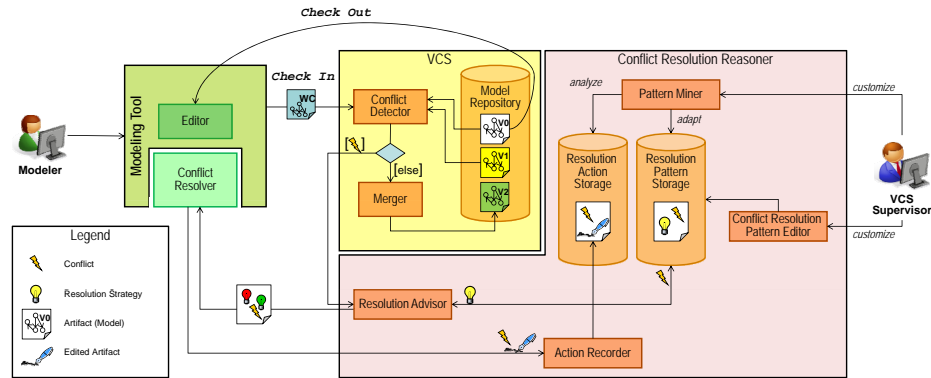 Check Out
Check In
WC
Modeler
Modeling Tool
Editor
Conflict
Resolver
VCS
Conflict
Detector
[ ]
[else]
Merger
Model
Repository
V0
V1
V2
Conflict Resolution Reasoner
analyze
Pattern Miner
adapt
customize
Resolution
Action
Storage
Resolution
Pattern
Storage
Conflict Resolution
Pattern Editor
VCS
Supervisor
customize
Resolution Advisor
Action Recorder
Legend
Conflict
Resolution Strategy
V0
Artifact (Model)
Edited Artifact